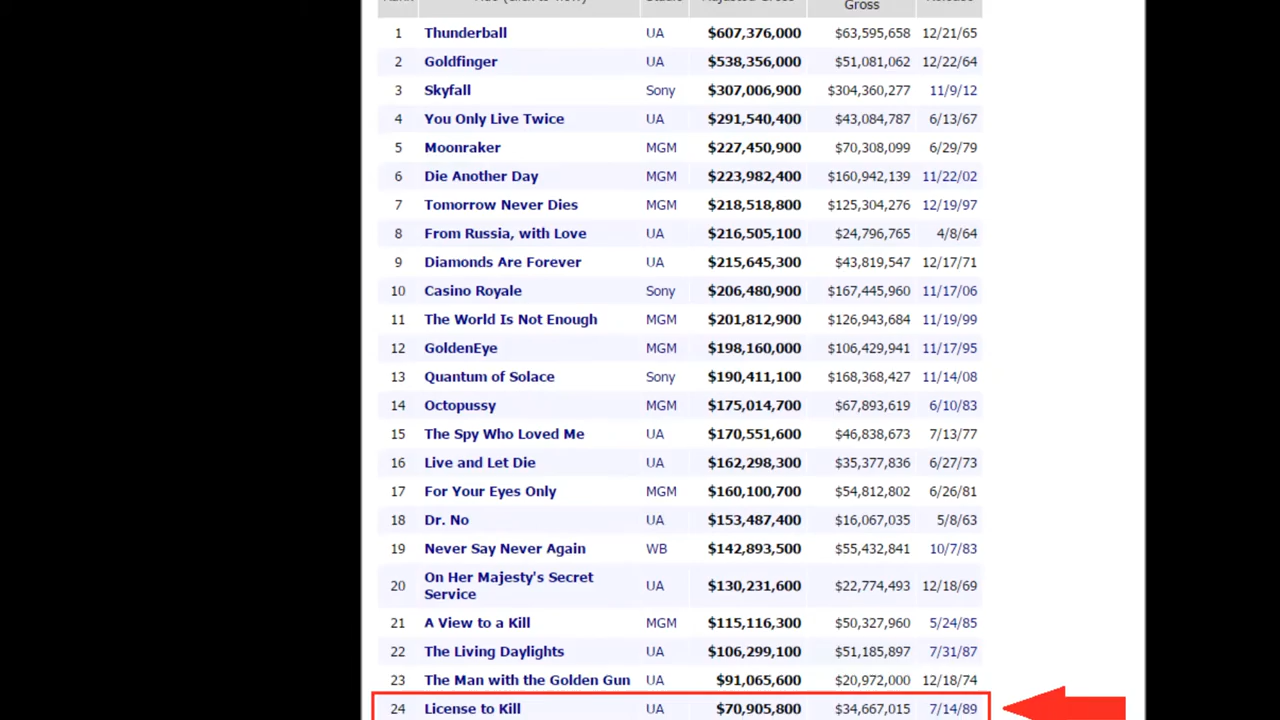 Gross
1 Thunderball UA $607,376,000 $63,595,658 12/21/65
2 Goldfinger UA $538,356,000 $51,081,062 12/22/64
3 Skyfall Sony $307,006,900 $304,360,277 11/9/12
4 You Only Live Twice UA $291,540,400 $43,084,787 6/13/67
5 Moonraker MGM $227,450,900 $70,308,099 6/29/79
6 Die Another Day MGM $223,982,400 $160,942,139 11/22/02
7 Tomorrow Never Dies MGM $218,518,800 $125,304,276 12/19/97
8 From Russia, with Love UA $216,505,100 $24,796,765 4/8/64
9 Diamonds Are Forever UA $215,645,300 $43,819,547 12/17/71
10 Casino Royale Sony $206,480,900 $167,445,960 11/17/06
11 The World Is Not Enough MGM $201,812,900 $126,943,684 11/19/99
12 GoldenEye MGM $198,160,000 $106,429,941 11/17/95
13 Quantum of Solace Sony $190,411,100 $168,368,427 11/14/08
14 Octopussy MGM $175,014,700 $67,893,619 6/10/83
15 The Spy Who Loved Me UA $170,551,600 $46,838,673 7/13/77
16 Live and Let Die UA $162,298,300 $35,377,836 6/27/73
17 For Your Eyes Only MGM $160,100,700 $54,812,802 6/26/81
18 Dr. No UA $153,487,400 $16,067,035 5/8/63
19 Never Say Never Again WB $142,893,500 $55,432,841 10/7/83
20 On Her Majesty's Secret UA $130,231,600 $22,774,493 12/18/69
Service
21 A View to a Kill MGM $115,116,300 $50,327,960 5/24/85
22 The Living Daylights UA $106,299,100 $51,185,897 7/31/87
23 The Man with the Golden Gun UA $91,065,600 $20,972,000 12/18/74
24 License to Kill UA $70,905,800 $34,667,015 7/14/89